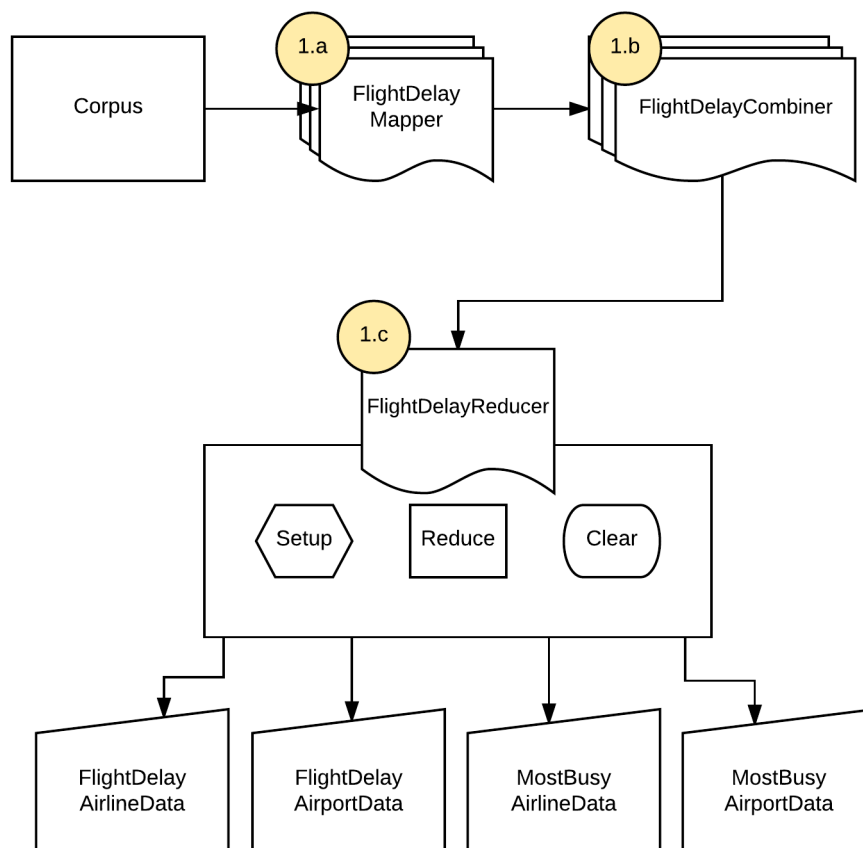 1.a
1.b
Corpus
FlightDelay
Mapper
FlightDelayCombiner
1.c
FlightDelayReducer
Setup
Reduce
Clear
FlightDelay
AirlineData
FlightDelay
AirportData
MostBusy
AirlineData
MostBusy
AirportData